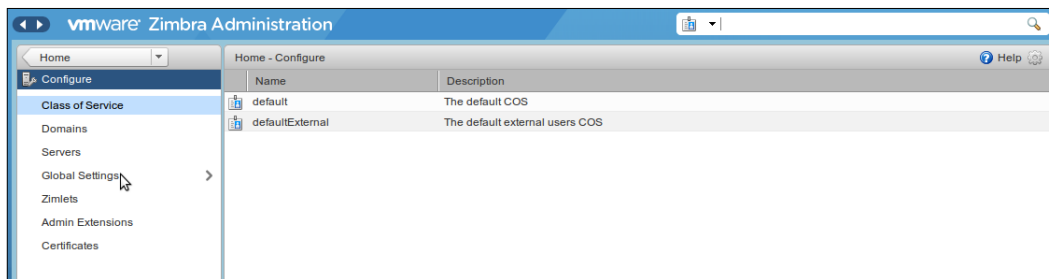 vmware Zimbra Administration
Home
Home - Configure
Help
Configure
Name Description
Class of Service
default The default COS
Domains
defaultExternal The default external users COS
Servers
Global Settings
Zimlets
Admin Extensions
Certificates